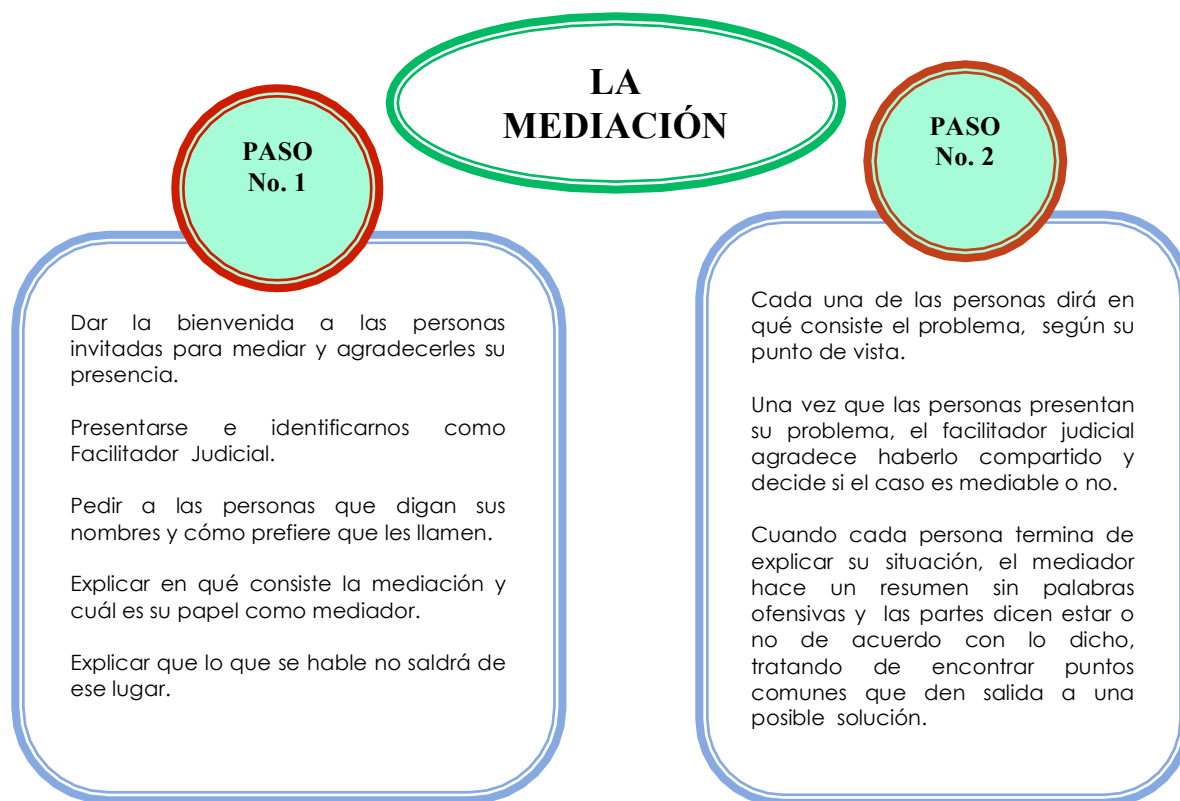 LA
MEDIACIÓN
PASO
No. 1
Dar la bienvenida a las personas
invitadas para mediar y agradecerles su
presencia.
Presentarse e identificarnos como
Facilitador Judicial.
Pedir a las personas que digan sus
nombres y cómo prefiere que les llamen.
Explicar en qué consiste la mediación y
cuál es su papel como mediador.
Explicar que lo que se hable no saldrá de
ese lugar.
PASO
No. 2
Cada una de las personas dirá en
qué consiste el problema, según su
punto de vista.
Una vez que las personas presentan
su problema, el facilitador judicial
agradece haberlo compartido y
decide si el caso es mediable o no.
Cuando cada persona termina de
explicar su situación, el mediador
hace un resumen sin palabras
ofensivas y las partes dicen estar o
no de acuerdo con lo dicho,
tratando de encontrar puntos
comunes que den salida a una
posible solución.